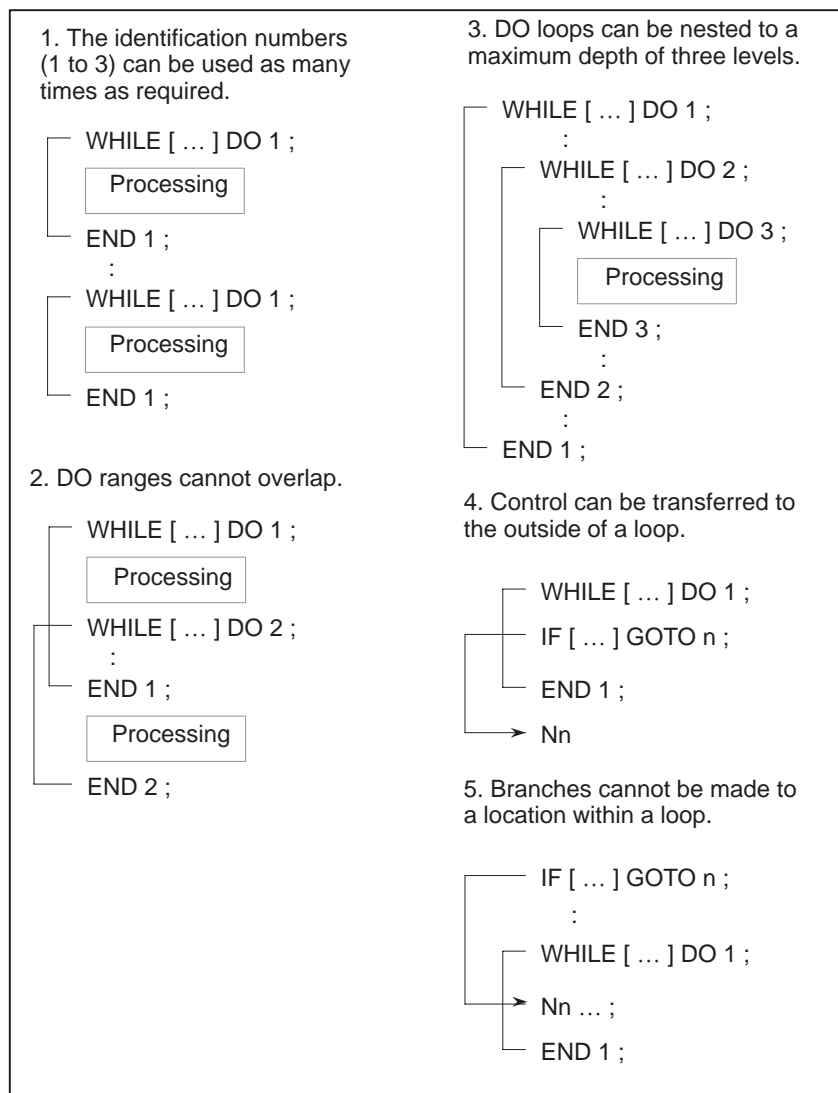 1. The identification numbers
(1 to 3) can be used as many
times as required.
WHILE [ … ] DO 1 ;
Processing
END 1 ;
:
WHILE [ … ] DO 1 ;
Processing
END 1 ;
2. DO ranges cannot overlap.
WHILE [ … ] DO 1 ;
Processing
WHILE [ … ] DO 2 ;
:
END 1 ;
Processing
END 2 ;
3. DO loops can be nested to a
maximum depth of three levels.
WHILE [ … ] DO 1 ;
:
WHILE [ … ] DO 2 ;
:
WHILE [ … ] DO 3 ;
Processing
END 3 ;
:
END 2 ;
:
END 1 ;
4. Control can be transferred to
the outside of a loop.
WHILE [ … ] DO 1 ;
IF [ … ] GOTO n ;
END 1 ;
Nn
5. Branches cannot be made to
a location within a loop.
IF [ … ] GOTO n ;
:
WHILE [ … ] DO 1 ;
Nn … ;
END 1 ;